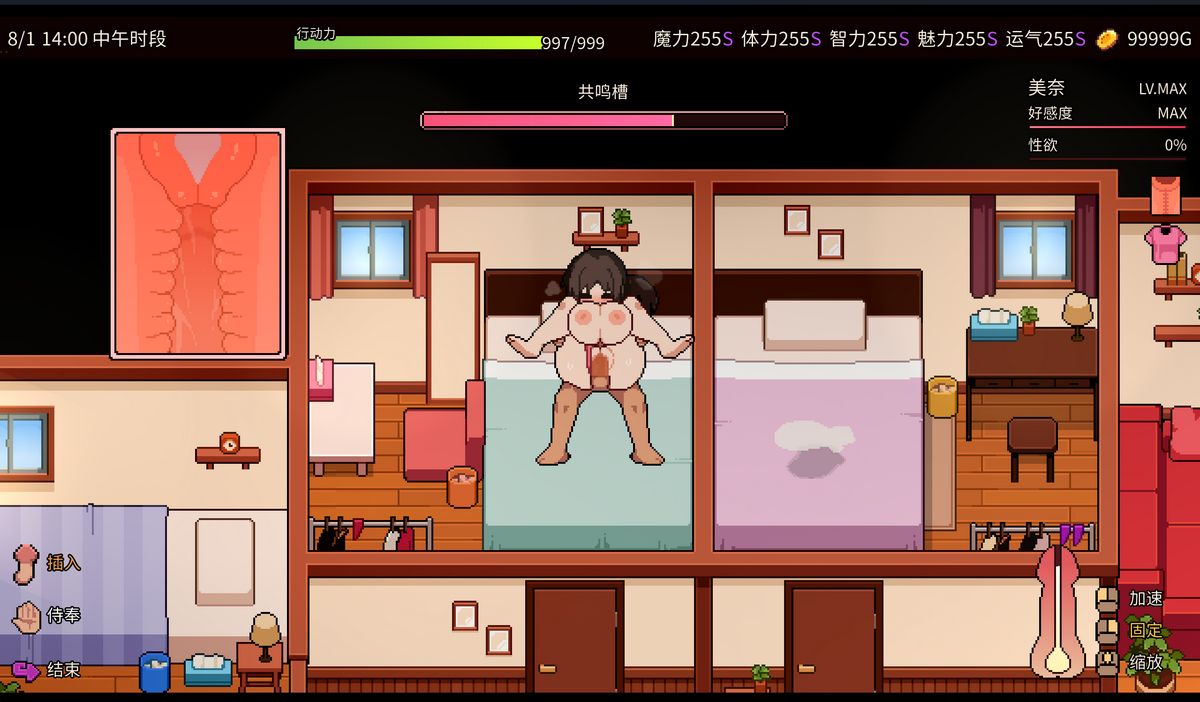 8/1 14:00 中午时段
行动力
997/999
魔力255S 体力255S 智力255S 魅力255S 运气255S 99999G
共鸣槽
美奈 LV.MAX
好感度 MAX
性欲 0%
插入
侍奉
结束
加速
固定
缩放